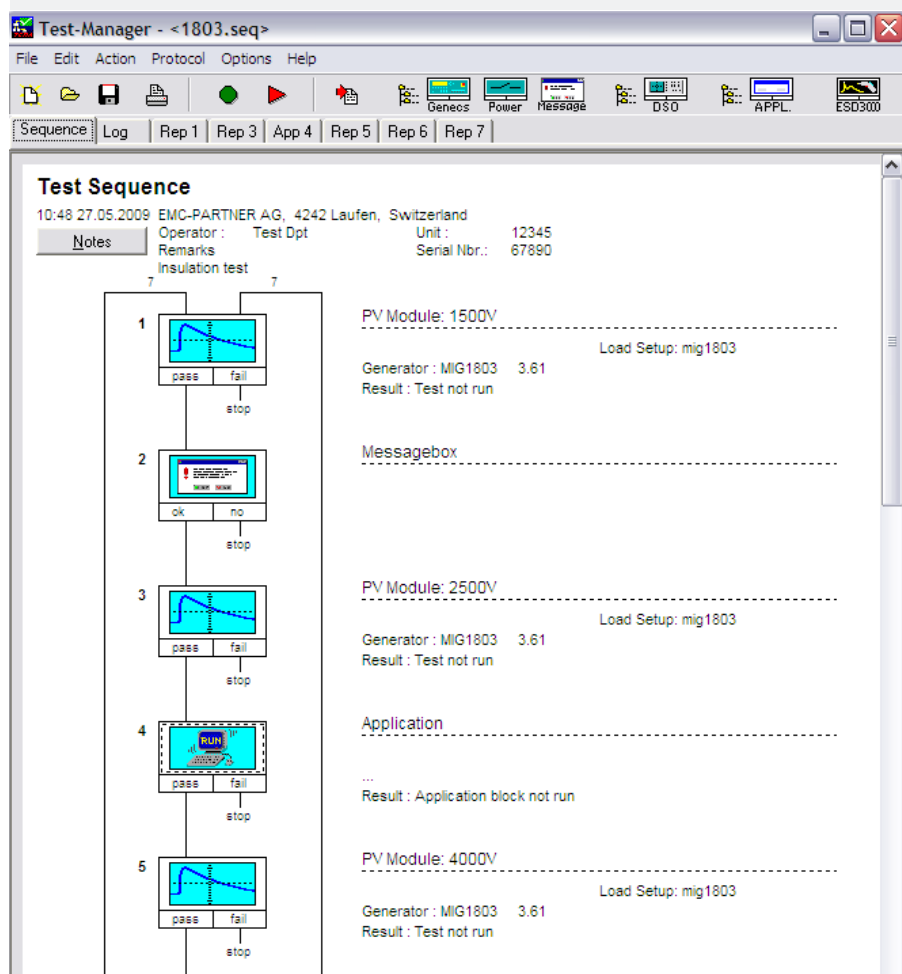 Test-Manager - <1803.seq>
File Edit Action Protocol Options Help
Genecs Power Message DSO APPL. ESD3000
Sequence Log Rep 1 Rep 3 App 4 Rep 5 Rep 6 Rep 7
Test Sequence
10:48 27.05.2009 EMC-PARTNER AG, 4242 Laufen, Switzerland
Notes Operator : Test Dpt Unit : 12345
Remarks Serial Nbr.: 67890
Insulation test
7 7
1 PV Module: 1500V
Load Setup: mig1803
Generator : MIG1803 3.61
pass fail Result : Test not run
stop
2 Messagebox
ok no
stop
3 PV Module: 2500V
Load Setup: mig1803
Generator : MIG1803 3.61
pass fail Result : Test not run
stop
4 Application
RUN
...
pass fail Result : Application block not run
stop
5 PV Module: 4000V
Load Setup: mig1803
Generator : MIG1803 3.61
pass fail Result : Test not run
stop